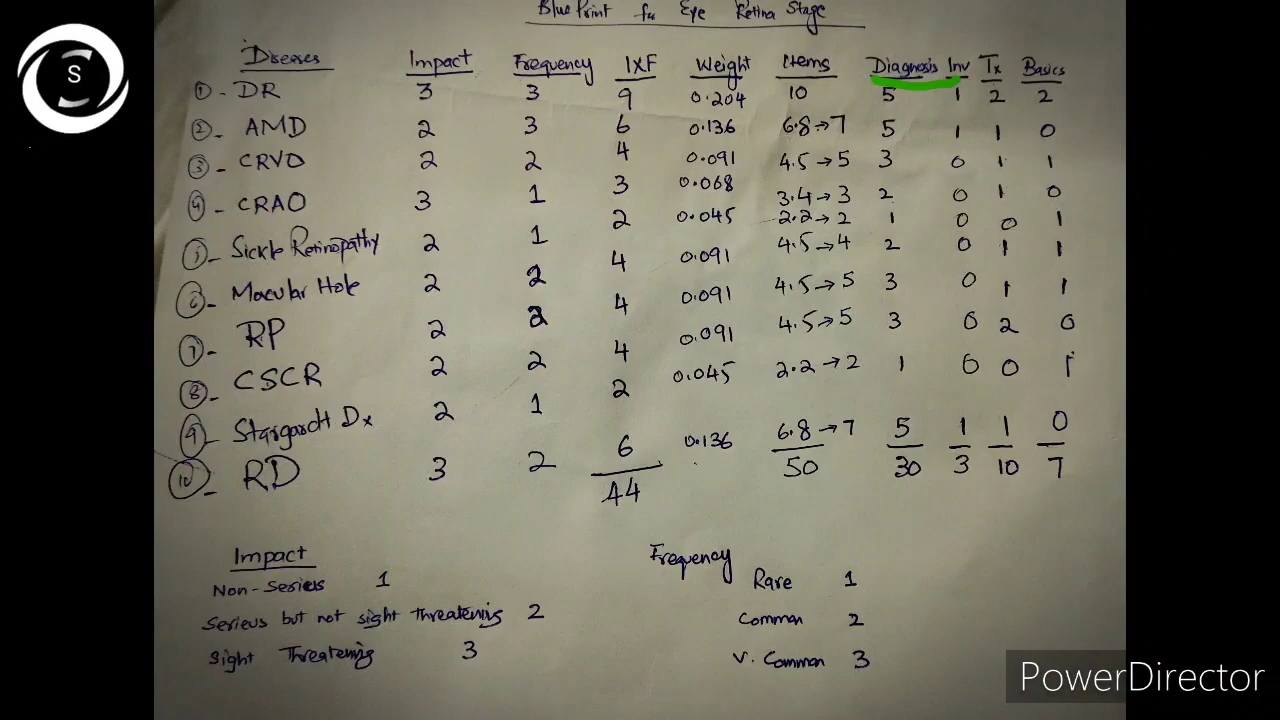 Blue Print for Eye Retina Stage
S
Diseases Impact Frequency IXF Weight Items Diagnosis Inv Tx Basics
① - DR 3 3 9 0.204 10 5 1 2 2
② - AMD 2 3 6 0.136 6.8→7 5 1 1 0
③ - CRVO 2 2 4 0.091 4.5→5 3 0 1 1
④ - CRAO 3 1 3 0.068 3.4→3 2 0 1 0
⑤ - Sickle Retinopathy 2 1 2 0.045 2.2→2 1 0 0 1
⑥ - Macular Hole 2 2 4 0.091 4.5→4 2 0 1 1
⑦ - RP 2 2 4 0.091 4.5→5 3 0 1 1
⑧ - CSCR 2 2 4 0.091 4.5→5 3 0 2 0
⑨ - Stargardt Dx 2 1 2 0.045 2.2→2 1 0 0 1
⑩ - RD 3 2 6 0.136 6.8→7 5 1 1 0
44 50 30 3 10 7
Impact Frequency
Non-Serious 1 Rare 1
Serious but not sight Threatening 2 Common 2
Sight Threatening 3 V. Common 3
PowerDirector